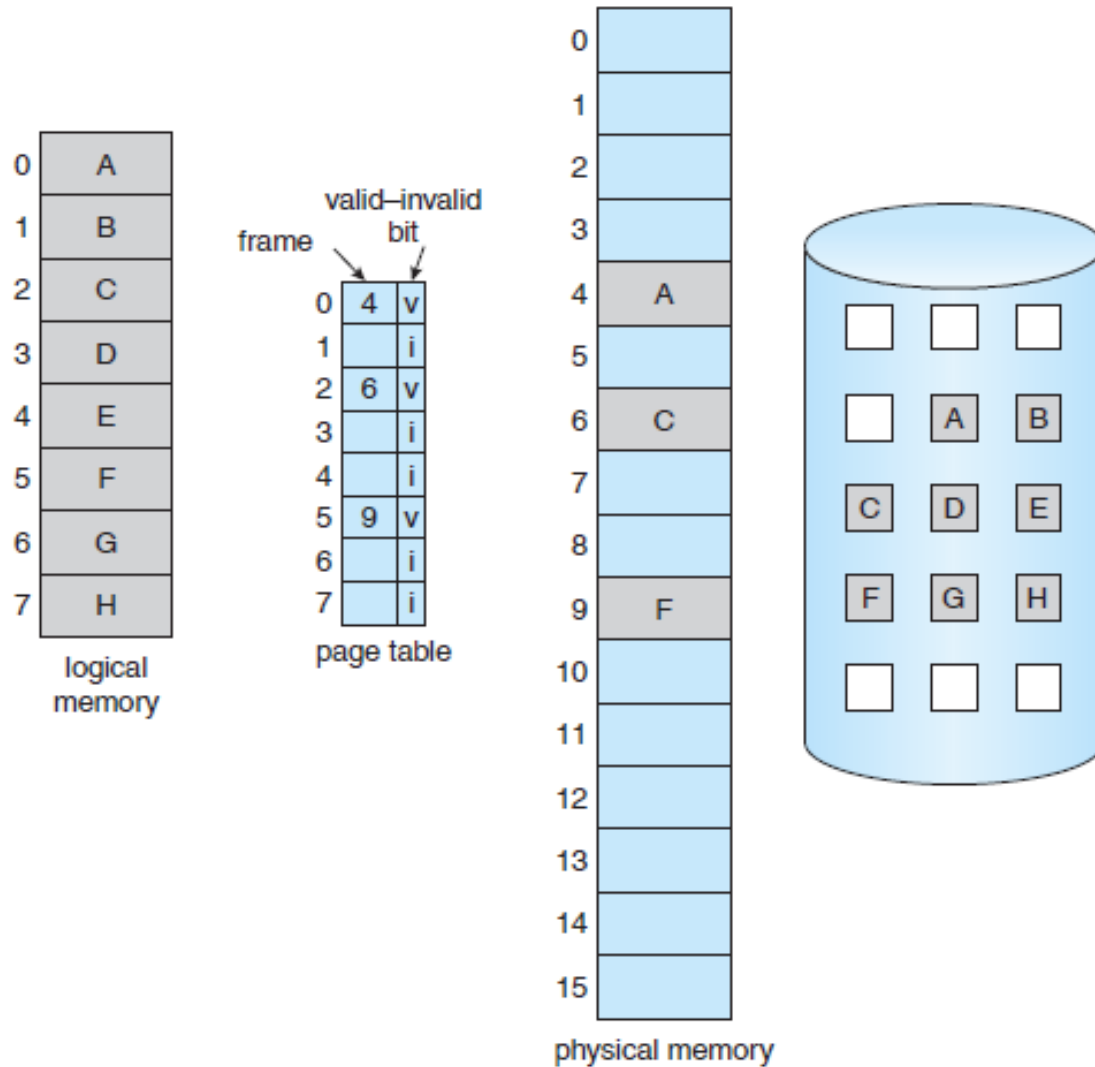 0 A
1 B
2 C
3 D
4 E
5 F
6 G
7 H
logical
memory
valid–invalid
bit
frame
0 4 v
1 i
2 6 v
3 i
4 i
5 9 v
6 i
7 i
page table
0
1
2
3
4 A
5
6 C
7
8
9 F
10
11
12
13
14
15
physical memory
A B
C D E
F G H